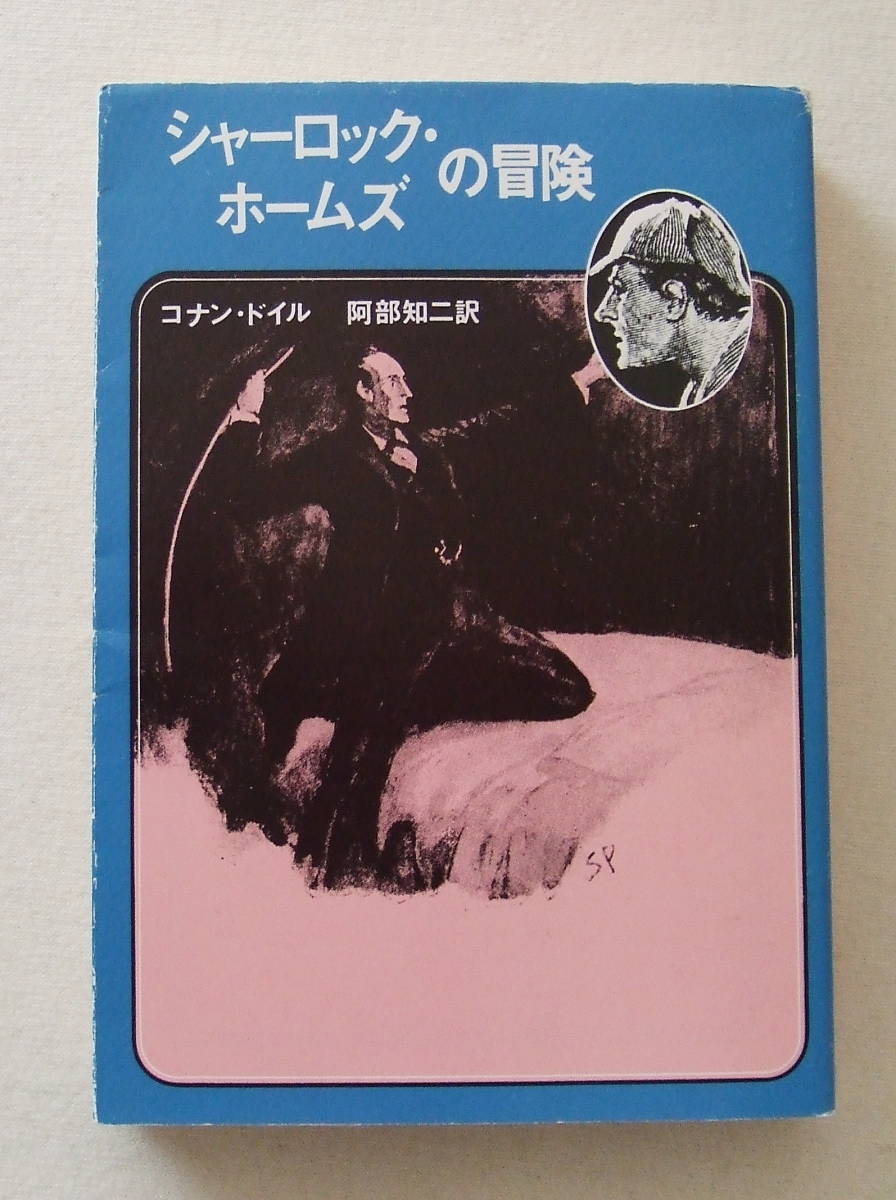 シャーロック・
ホームズ
の冒険
コナン・ドイル 阿部知二訳
SP